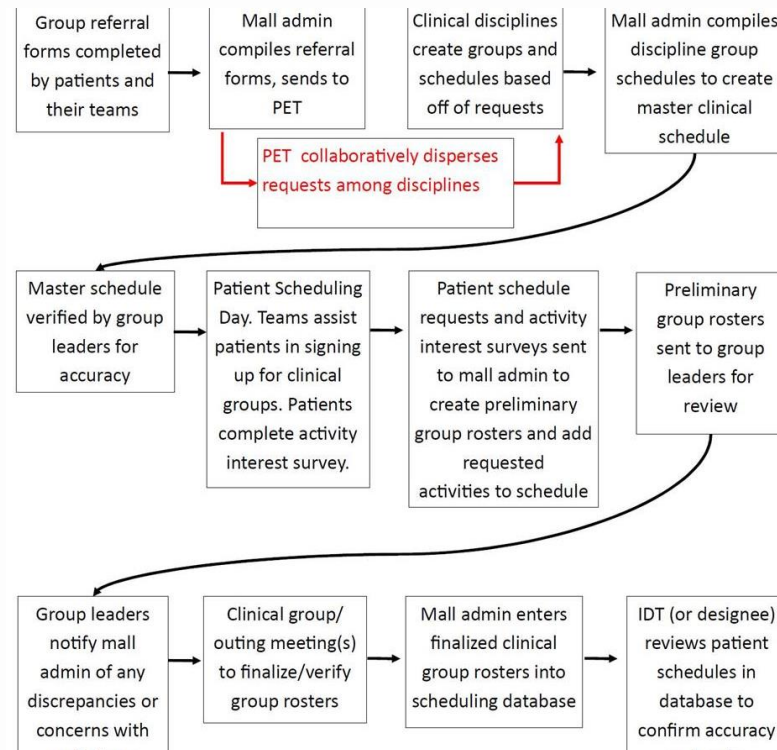 Group referral
forms completed
by patients and
their teams
Mall admin
compiles referral
forms, sends to
PET
Clinical disciplines
create groups and
schedules based
off of requests
Mall admin compiles
discipline group
schedules to create
master clinical
schedule
PET collaboratively disperses
requests among disciplines
Master schedule
verified by group
leaders for
accuracy
Patient Scheduling
Day. Teams assist
patients in signing
up for clinical
groups. Patients
complete activity
interest survey.
Patient schedule
requests and activity
interest surveys sent
to mall admin to
create preliminary
group rosters and add
requested
activities to schedule
Preliminary
group rosters
sent to group
leaders for
review
Group leaders
notify mall
admin of any
discrepancies or
concerns with
Clinical group/
outing meeting(s)
to finalize/verify
group rosters
Mall admin enters
finalized clinical
group rosters into
scheduling database
IDT (or designee)
reviews patient
schedules in
database to
confirm accuracy